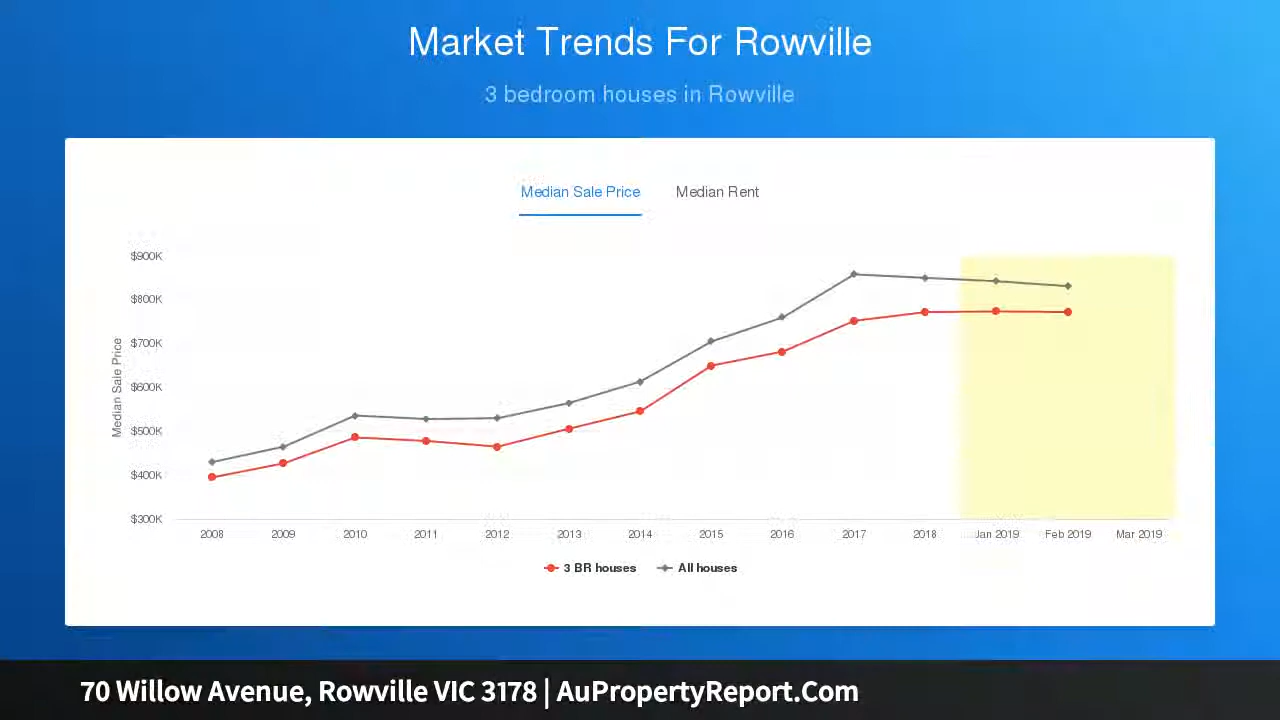 Market Trends For Rowville
3 bedroom houses in Rowville
Median Sale Price Median Rent
$900K
$800K
$700K
$600K
$500K
$400K
$300K
Median Sale Price
2008 2009 2010 2011 2012 2013 2014 2015 2016 2017 2018 Jan 2019 Feb 2019 Mar 2019
3 BR houses All houses
70 Willow Avenue, Rowville VIC 3178 | AuPropertyReport.Com